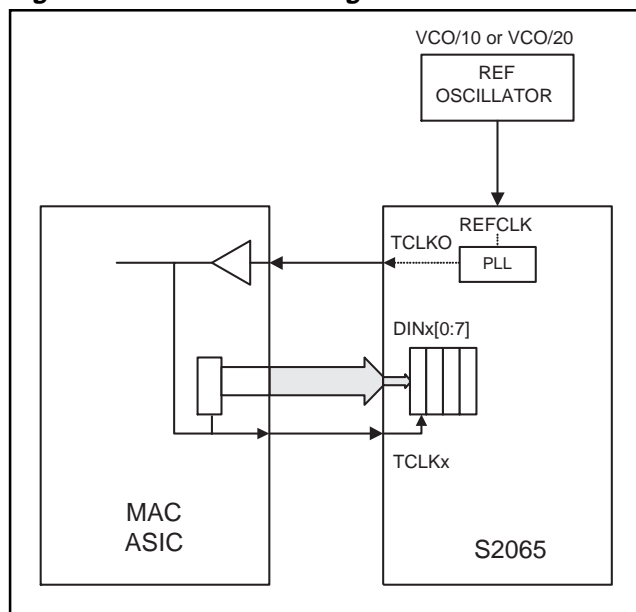 VCO/10 or VCO/20
REF
OSCILLATOR
REFCLK
TCLKO
PLL
DINx[0:7]
TCLKx
MAC
ASIC
S2065